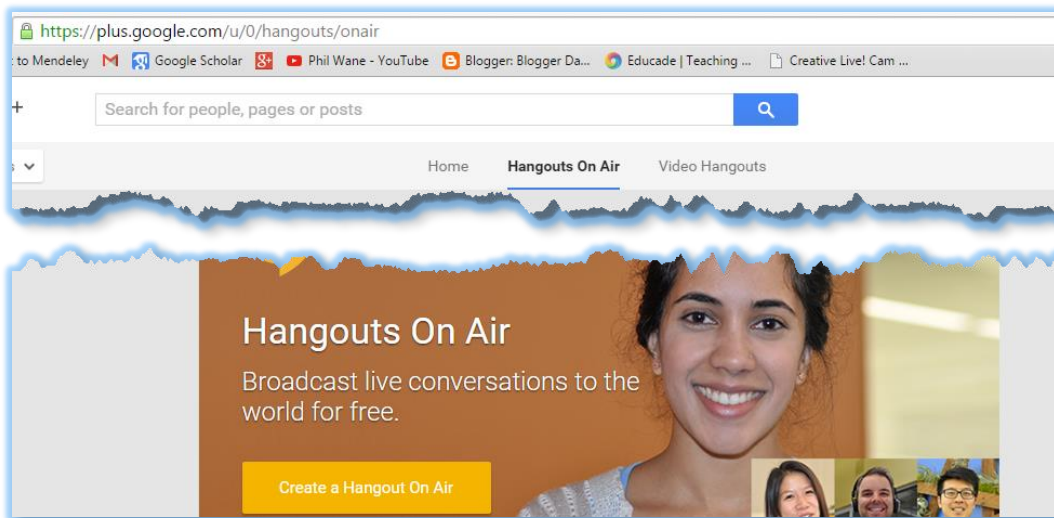 https://plus.google.com/u/0/hangouts/onair
to Mendeley Google Scholar 8+ Phil Wane - YouTube Blogger: Blogger Da... Educade | Teaching ... Creative Live! Cam ...
+ Search for people, pages or posts
Home Hangouts On Air Video Hangouts
Hangouts On Air
Broadcast live conversations to the
world for free.
Create a Hangout On Air